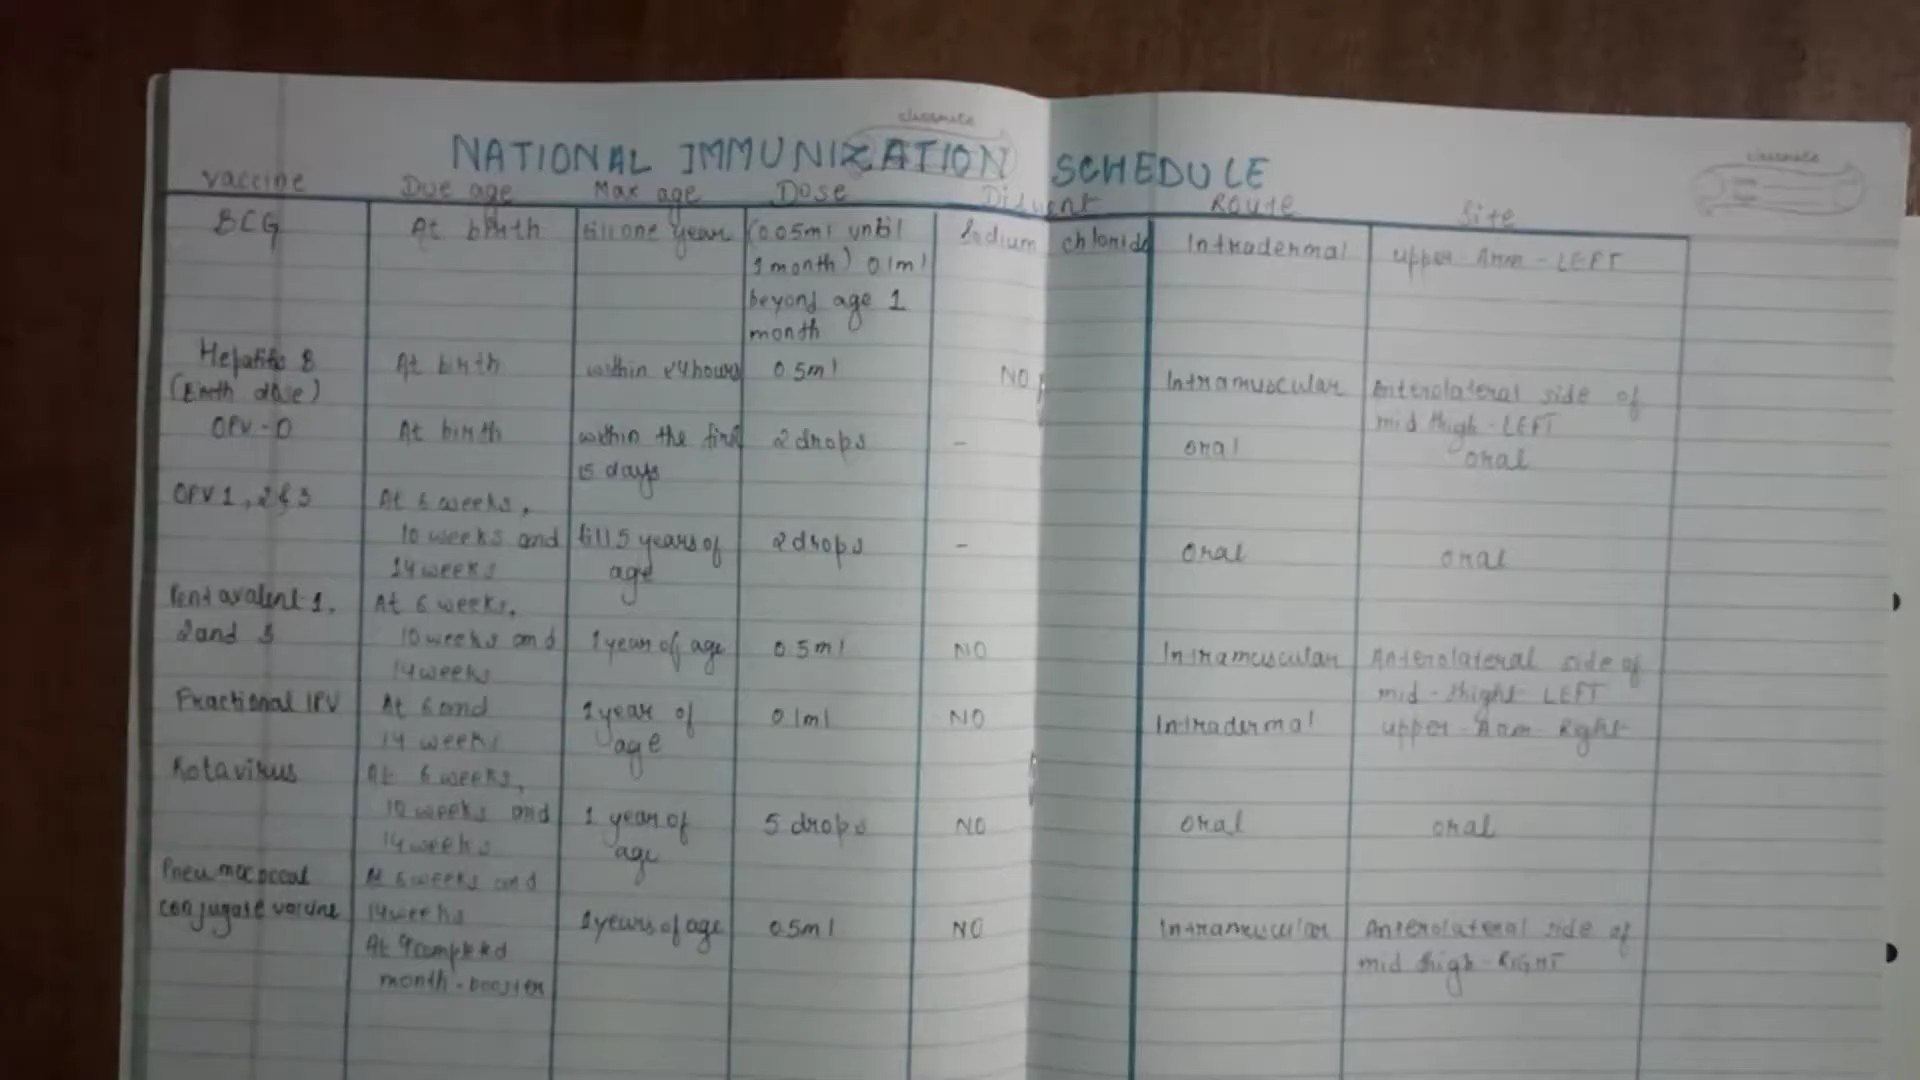 classmate
classmate
NATIONAL IMMUNIZATION SCHEDULE
vaccine Due age Max age Dose Diluent Route Site
BCG At birth till one year (0.05ml until Sodium chloride Intradermal upper-Arm-LEFT
1 month) 0.1ml
beyond age 1
month
Hepatitis B At birth within 24hours 0.5ml NO Intramuscular Anterolateral side of
(Birth dose) mid thigh-LEFT
OPV-0 At birth within the first 2 drops - oral oral
15 days
OPV 1, 2 & 3 At 6 weeks,
10 weeks and till 5 years of 2 drops - oral oral
14 weeks age
Pentavalent 1, At 6 weeks,
2 and 3 10 weeks and 1 year of age 0.5ml NO Intramuscular Anterolateral side of
14 weeks mid-thigh-LEFT
Fractional IPV At 6 and 1 year of 0.1ml NO Intradermal upper-Arm-Right
14 weeks age
Rotavirus At 6 weeks,
10 weeks and 1 year of 5 drops NO oral oral
14 weeks age
Pneumococcal At 6 weeks and
conjugate vaccine 14 weeks years of age 0.5ml NO Intramuscular Anterolateral side of
At 9 completed mid thigh-RIGHT
month-booster